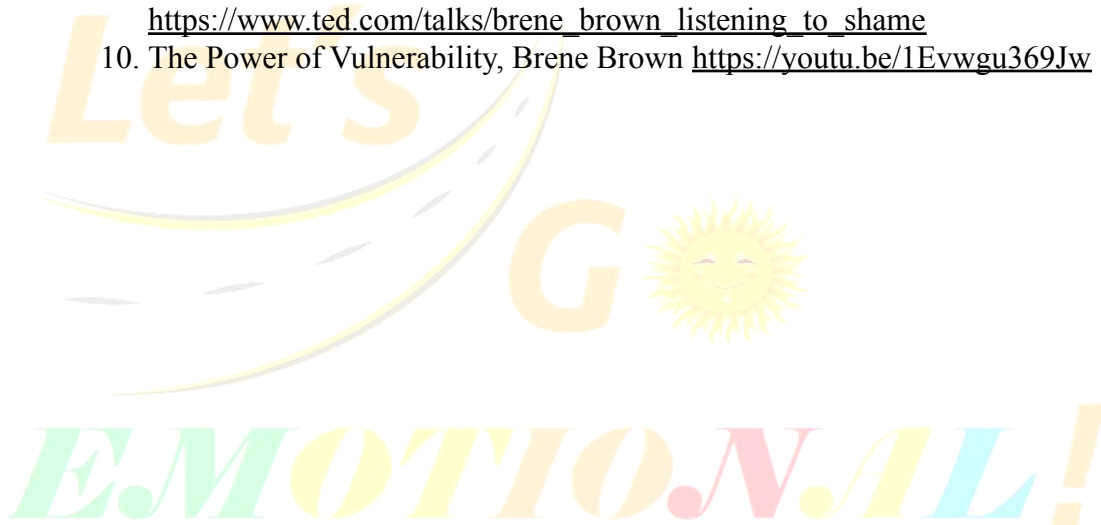 https://www.ted.com/talks/brene_brown_listening_to_shame
10. The Power of Vulnerability, Brene Brown https://youtu.be/1Evwgu369Jw
Let's
G
EMOTIONAL!